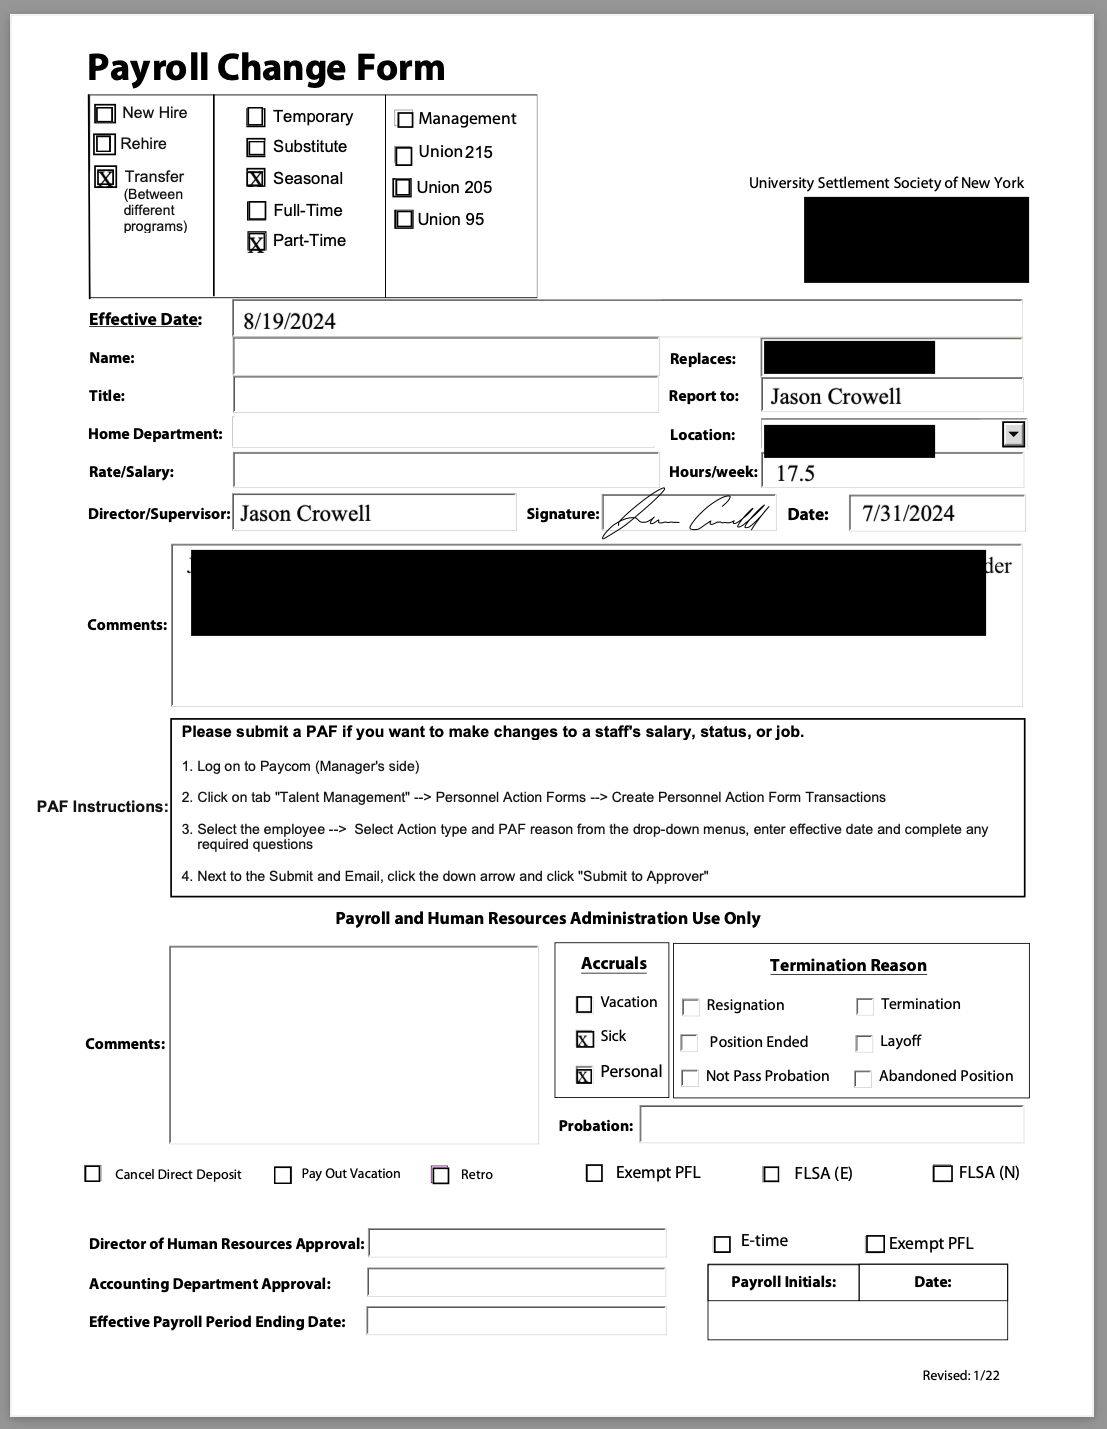 Payroll Change Form
New Hire
Rehire
X Transfer
(Between
different
programs)
Temporary
Substitute
X Seasonal
Full-Time
X Part-Time
Management
Union 215
Union 205
Union 95
University Settlement Society of New York
Effective Date: 8/19/2024
Name: Replaces:
Title: Report to: Jason Crowell
Home Department: Location:
Rate/Salary: Hours/week: 17.5
Director/Supervisor: Jason Crowell Signature: Date: 7/31/2024
Comments:
PAF Instructions:
Please submit a PAF if you want to make changes to a staff's salary, status, or job.
1. Log on to Paycom (Manager's side)
2. Click on tab "Talent Management" --> Personnel Action Forms --> Create Personnel Action Form Transactions
3. Select the employee --> Select Action type and PAF reason from the drop-down menus, enter effective date and complete any
required questions
4. Next to the Submit and Email, click the down arrow and click "Submit to Approver"
Payroll and Human Resources Administration Use Only
Comments:
Accruals
Vacation
X Sick
X Personal
Termination Reason
Resignation Termination
Position Ended Layoff
Not Pass Probation Abandoned Position
Probation:
Cancel Direct Deposit Pay Out Vacation Retro Exempt PFL FLSA (E) FLSA (N)
Director of Human Resources Approval:
Accounting Department Approval:
Effective Payroll Period Ending Date:
E-time Exempt PFL
Payroll Initials: Date:
Revised: 1/22